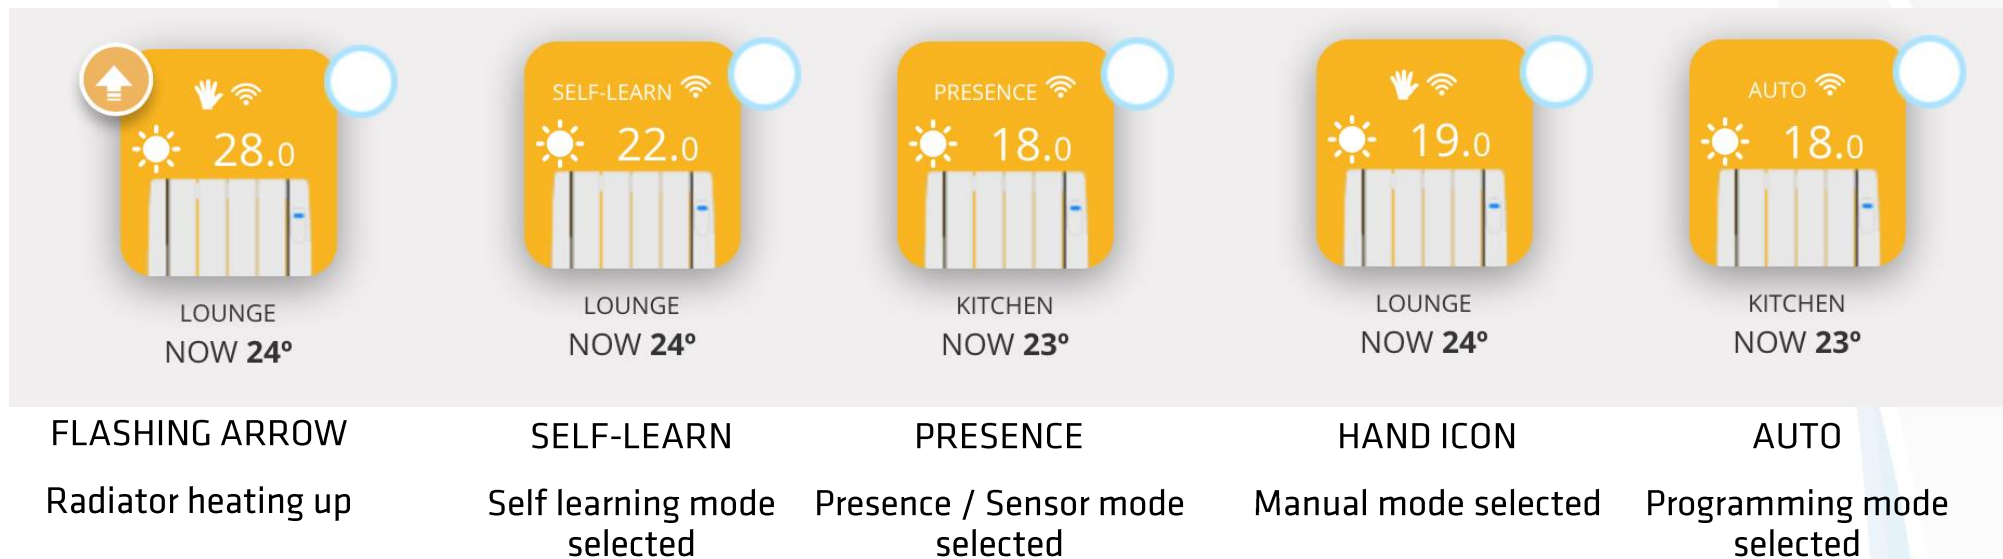 28.0
LOUNGE
NOW 24º
SELF-LEARN
22.0
LOUNGE
NOW 24º
PRESENCE
18.0
KITCHEN
NOW 23º
19.0
LOUNGE
NOW 24º
AUTO
18.0
KITCHEN
NOW 23º
FLASHING ARROW
Radiator heating up
SELF-LEARN
Self learning mode
selected
PRESENCE
Presence / Sensor mode
selected
HAND ICON
Manual mode selected
AUTO
Programming mode
selected